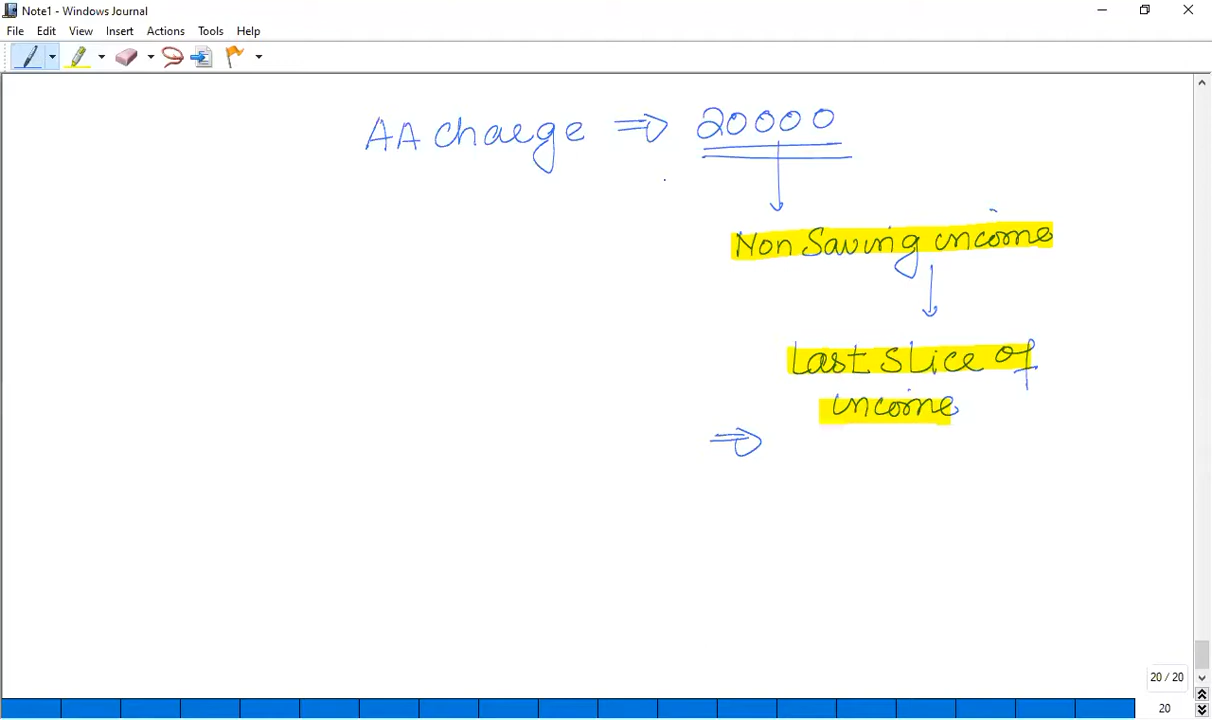 Note1 - Windows Journal
File Edit View Insert Actions Tools Help
AA charge ⇒ 20000
Non Saving income
Last slice of
income
⇒
20 / 20
20